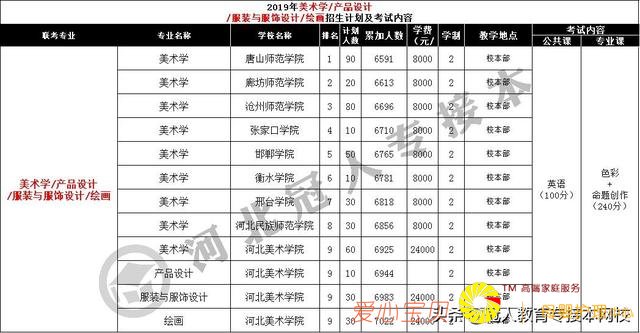 2019年美术学/产品设计
/服装与服饰设计/绘画招生计划及考试内容
联考专业 专业名称 学校名称 排名 计划人数 累加人数 学费(元/ 学制 教学地点 考试内容
公共课 专业课
美术学/产品设计
/服装与服饰设计/绘画
美术学 唐山师范学院 1 90 6591 8000 2 校本部
美术学 廊坊师范学院 2 20 6613 8000 2 校本部
美术学 沧州师范学院 3 80 6696 8000 2 校本部
美术学 张家口学院 4 10 6710 8000 2 校本部
美术学 邯郸学院 5 50 6765 8000 2 校本部
美术学 衡水学院 6 10 6781 8000 2 校本部
美术学 邢台学院 7 30 6818 8000 2 校本部
美术学 河北民族师范学院 8 30 6856 8000 2 校本部
美术学 河北美术学院 9 60 6925 24000 2 校本部
产品设计 河北美术学院 9 10 6944 2 校本部
服装与服饰设计 河北美术学院 9 30 6983 24000 2
绘画 河北美术学院 9 30 7022 24000
英语
(100分)
色彩
+
命题创作
(240分)
河北冠人专接本
TM 高端家庭服务
爱心宝贝
头条@冠人教育专接本刘令